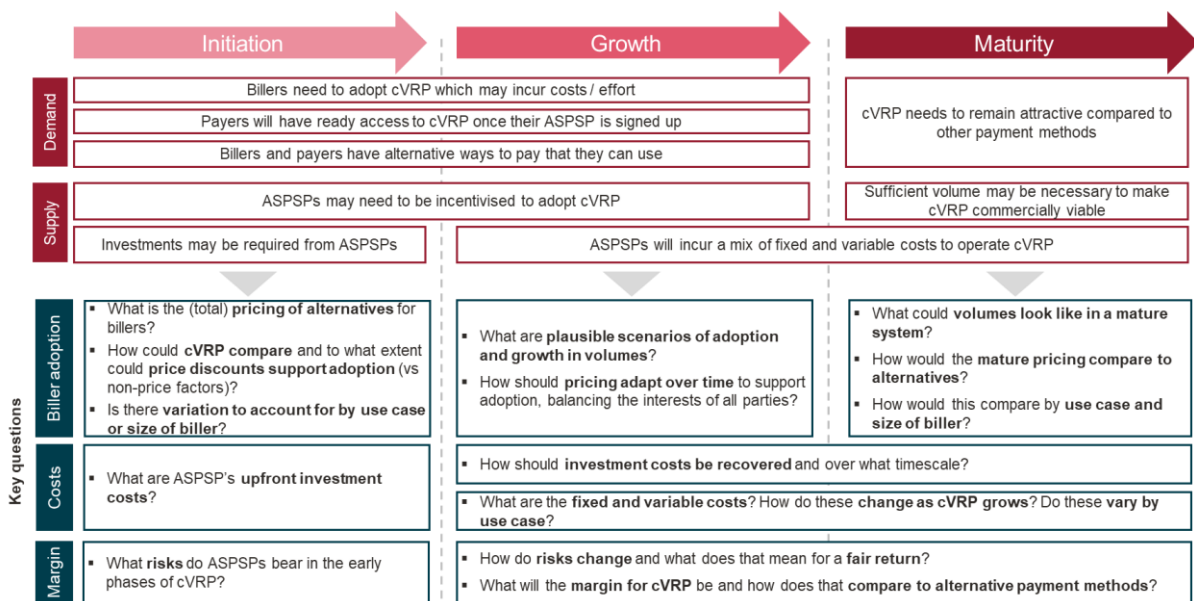 Initiation
Growth
Maturity
Demand
Billers need to adopt cVRP which may incur costs / effort
Payers will have ready access to cVRP once their ASPSP is signed up
Billers and payers have alternative ways to pay that they can use
cVRP needs to remain attractive compared to
other payment methods
Supply
ASPSPs may need to be incentivised to adopt cVRP
Sufficient volume may be necessary to make
cVRP commercially viable
Investments may be required from ASPSPs
ASPSPs will incur a mix of fixed and variable costs to operate cVRP
Key questions
Biller adoption
▪ What is the (total) pricing of alternatives for
billers?
▪ How could cVRP compare and to what extent
could price discounts support adoption (vs
non-price factors)?
▪ Is there variation to account for by use case
or size of biller?
▪ What are plausible scenarios of adoption
and growth in volumes?
▪ How should pricing adapt over time to support
adoption, balancing the interests of all parties?
▪ What could volumes look like in a mature
system?
▪ How would the mature pricing compare to
alternatives?
▪ How would this compare by use case and
size of biller?
Costs
▪ What are ASPSP's upfront investment
costs?
▪ How should investment costs be recovered and over what timescale?
▪ What are the fixed and variable costs? How do these change as cVRP grows? Do these vary by
use case?
Margin
▪ What risks do ASPSPs bear in the early
phases of cVRP?
▪ How do risks change and what does that mean for a fair return?
▪ What will the margin for cVRP be and how does that compare to alternative payment methods?